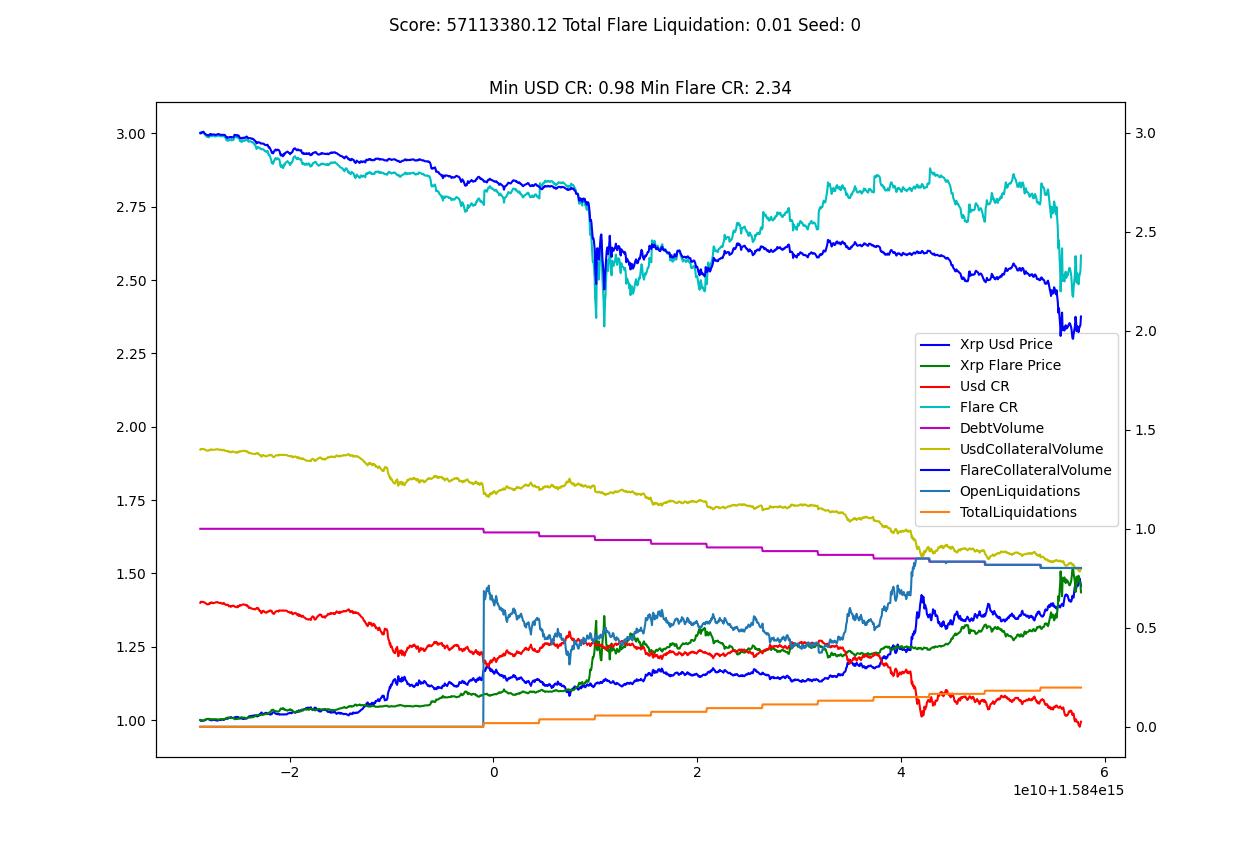 Score: 57113380.12 Total Flare Liquidation: 0.01 Seed: 0
Min USD CR: 0.98 Min Flare CR: 2.34
3.00
2.75
2.50
2.25
2.00
1.75
1.50
1.25
1.00
3.0
2.5
2.0
1.5
1.0
0.5
0.0
Xrp Usd Price
Xrp Flare Price
Usd CR
Flare CR
DebtVolume
UsdCollateralVolume
FlareCollateralVolume
OpenLiquidations
TotalLiquidations
−2
0
2
4
6
1e10+1.584e15